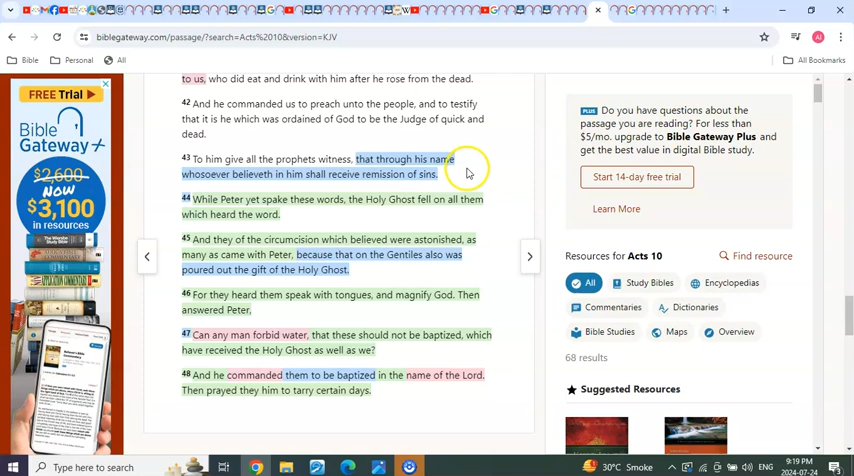 biblegateway.com/passage/?search=Acts%2010&version=KJV
AI
Bible
Personal
All
All Bookmarks
FREE Trial
BIBLE
GATEWAY+
$2,600
NOW
$3,100
in resources
to us, who did eat and drink with him after he rose from the dead.
42 And he commanded us to preach unto the people, and to testify
that it is he which was ordained of God to be the Judge of quick and
dead.
43 To him give all the prophets witness, that through his name
whosoever believeth in him shall receive remission of sins.
44 While Peter yet spake these words, the Holy Ghost fell on all them
which heard the word.
45 And they of the circumcision which believed were astonished, as
many as came with Peter, because that on the Gentiles also was
poured out the gift of the Holy Ghost.
46 For they heard them speak with tongues, and magnify God. Then
answered Peter,
47 Can any man forbid water, that these should not be baptized, which
have received the Holy Ghost as well as we?
48 And he commanded them to be baptized in the name of the Lord.
Then prayed they him to tarry certain days.
PLUS Do you have questions about the
passage you are reading? For less than
$5/mo. upgrade to Bible Gateway Plus and
get the best value in digital Bible study.
Start 14-day free trial
Learn More
Resources for Acts 10
Find resource
All
Study Bibles
Encyclopedias
Commentaries
Dictionaries
Bible Studies
Maps
Overview
68 results
Suggested Resources
Type here to search
30°C Smoke
ENG
9:19 PM
2024-07-24